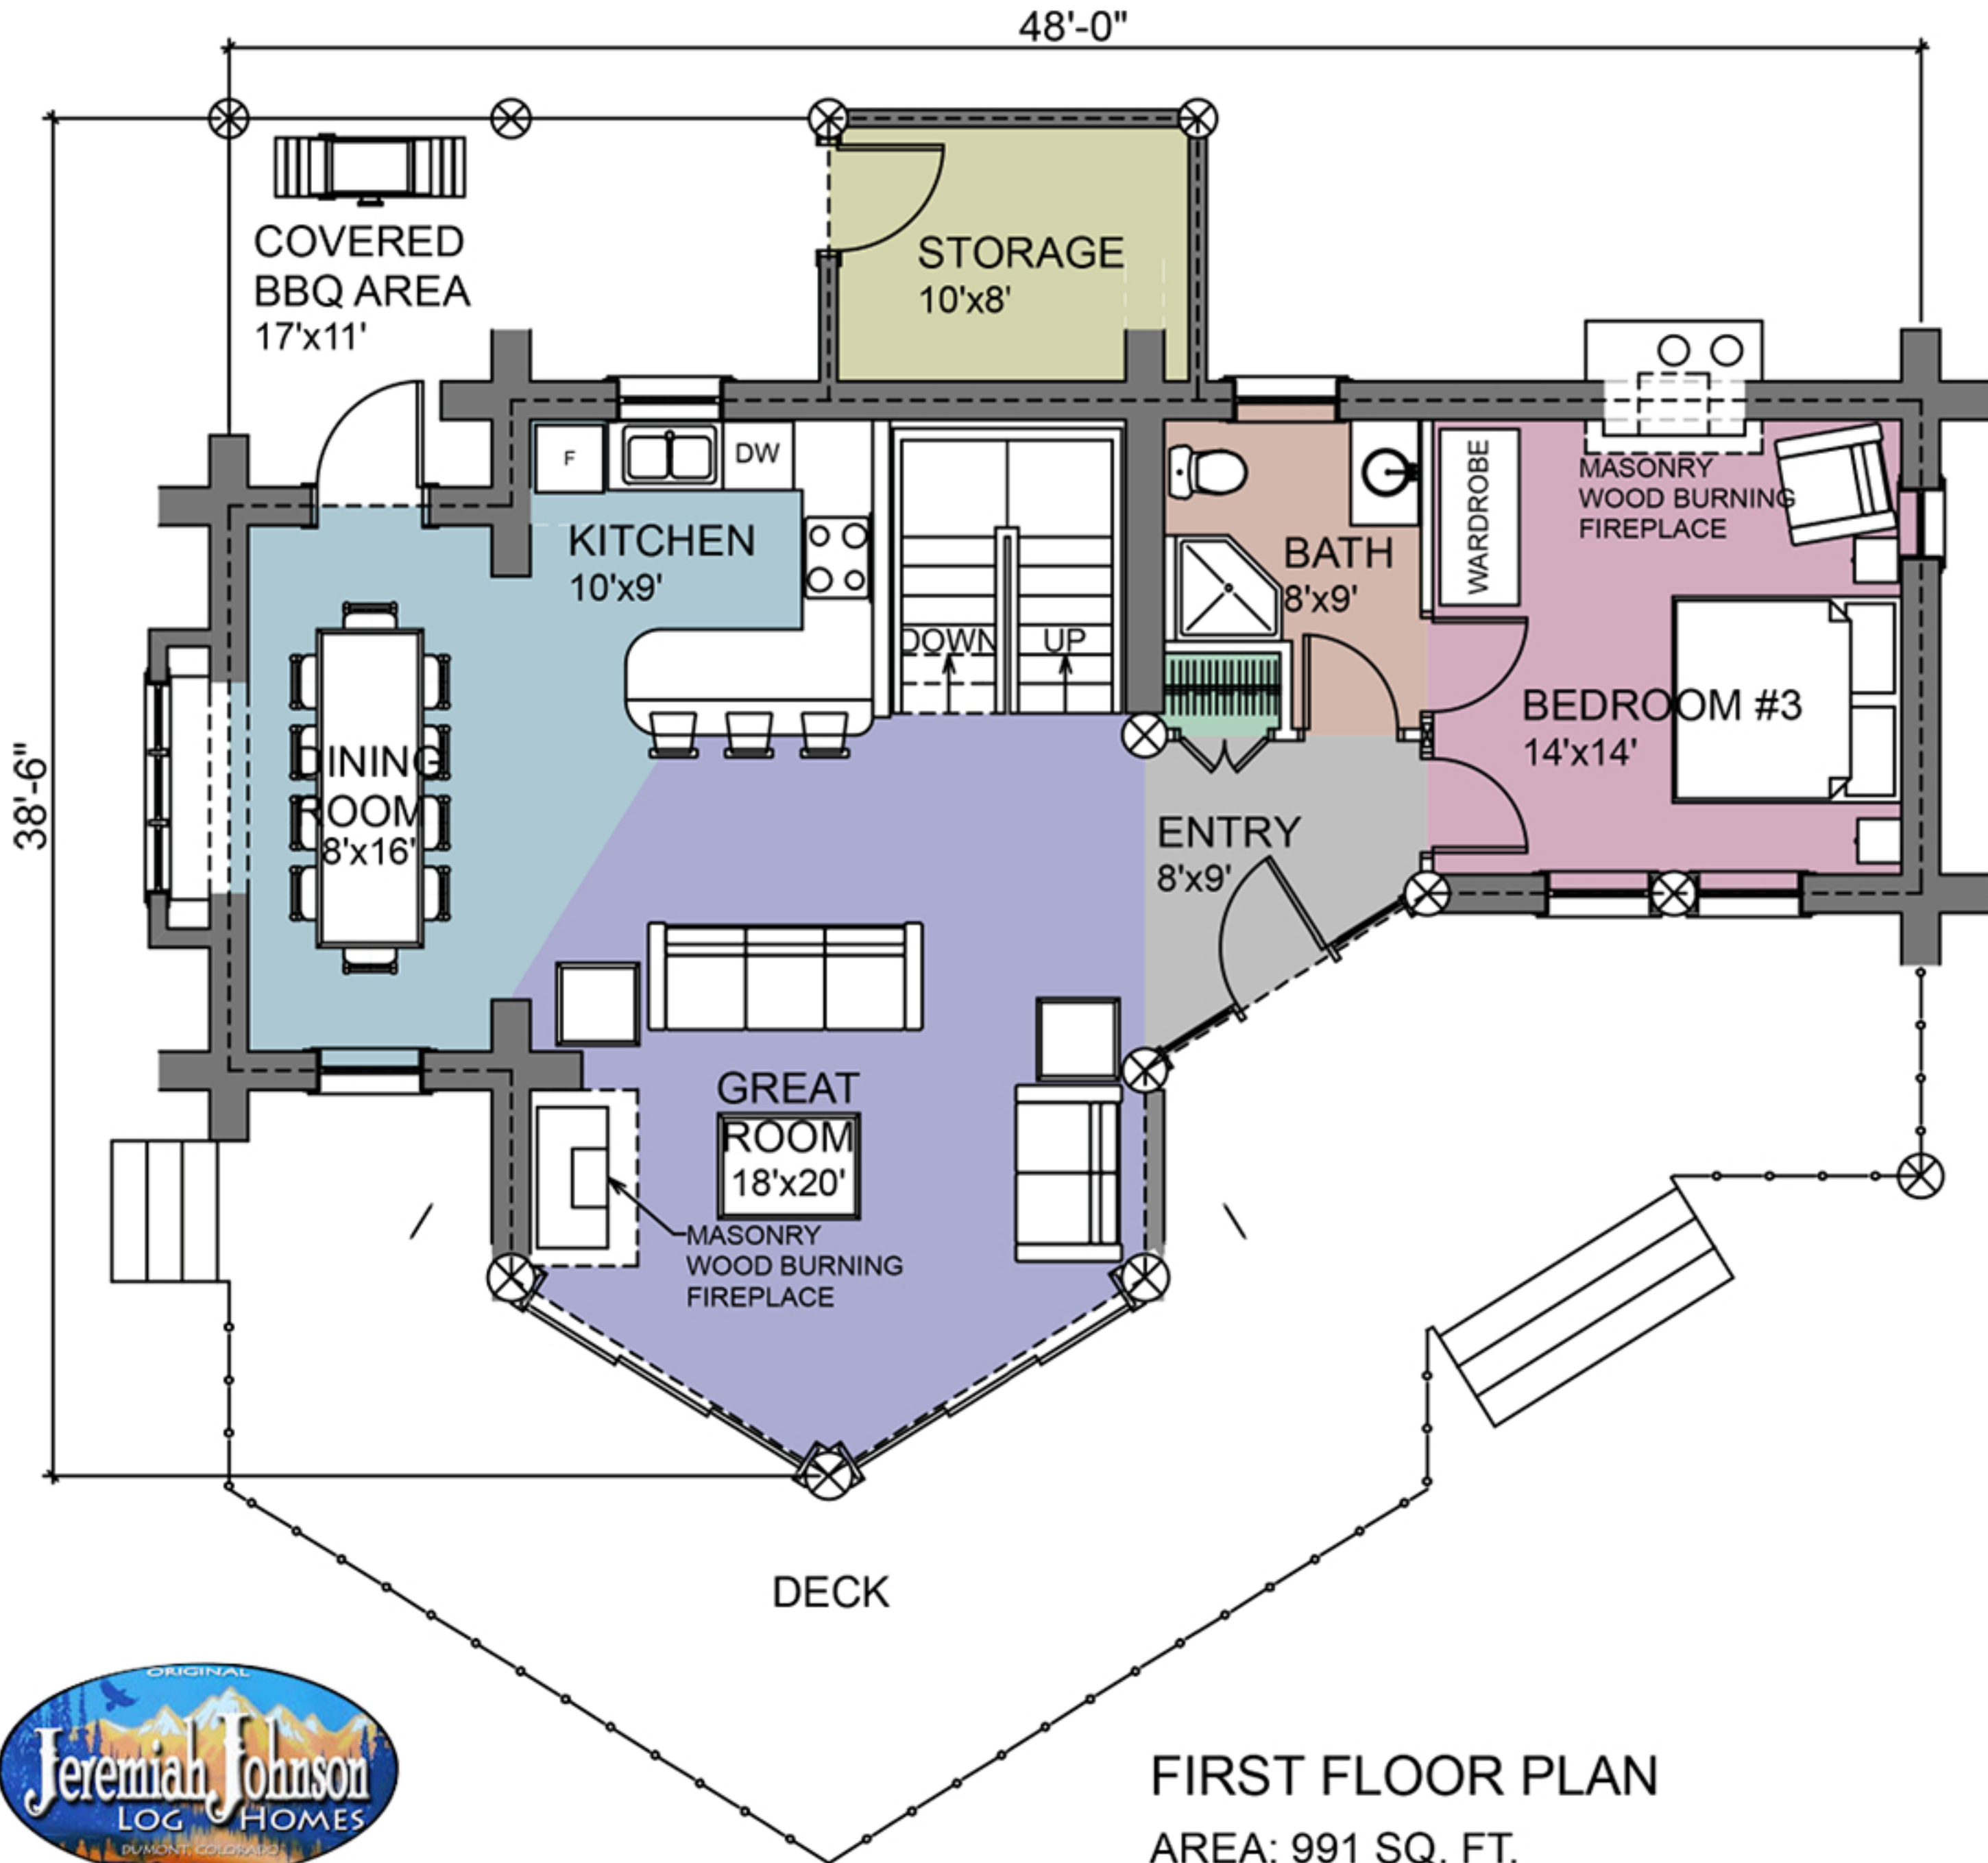 48'-0"
COVERED
BBQ AREA
17'x11'
STORAGE
10'x8'
F
DW
KITCHEN
10'x9'
DOWN
UP
BATH
8'x9'
WARDROBE
MASONRY
WOOD BURNING
FIREPLACE
BEDROOM #3
14'x14'
38'-6"
DINING
ROOM
8'x16'
ENTRY
8'x9'
GREAT
ROOM
18'x20'
MASONRY
WOOD BURNING
FIREPLACE
DECK
ORIGINAL
Jeremiah Johnson
LOG HOMES
DUMONT, COLORADO
FIRST FLOOR PLAN
AREA: 991 SQ. FT.